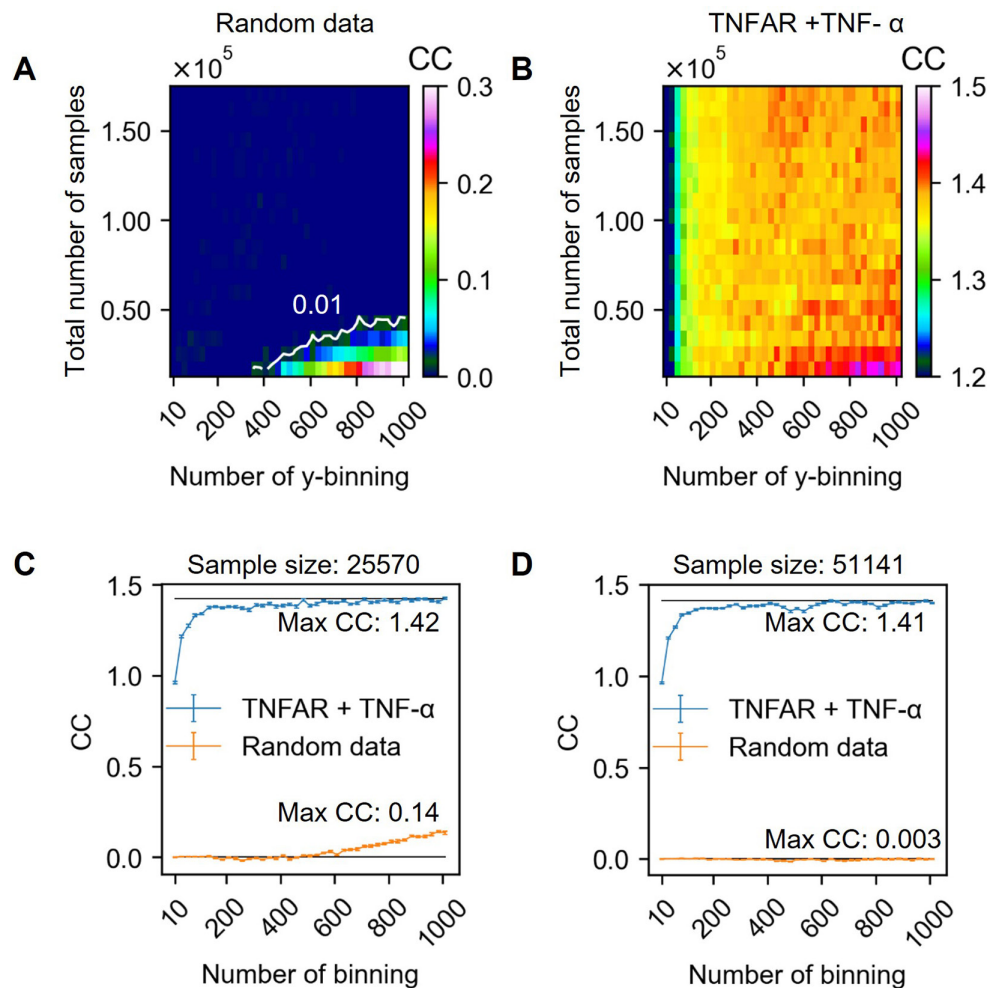 Random data
TNFAR +TNF- α
A
×10⁵
CC
B
×10⁵
CC
Total number of samples
1.50
1.00
0.50
0.01
0.3
0.2
0.1
0.0
10
200
400
600
800
1000
Number of y-binning
Total number of samples
1.50
1.00
0.50
1.5
1.4
1.3
1.2
10
200
400
600
800
1000
Number of y-binning
C
Sample size: 25570
1.5
1.0
0.5
0.0
CC
Max CC: 1.42
TNFAR + TNF-α
Random data
Max CC: 0.14
10
200
400
600
800
1000
Number of binning
D
Sample size: 51141
1.5
1.0
0.5
0.0
CC
Max CC: 1.41
TNFAR + TNF-α
Random data
Max CC: 0.003
10
200
400
600
800
1000
Number of binning